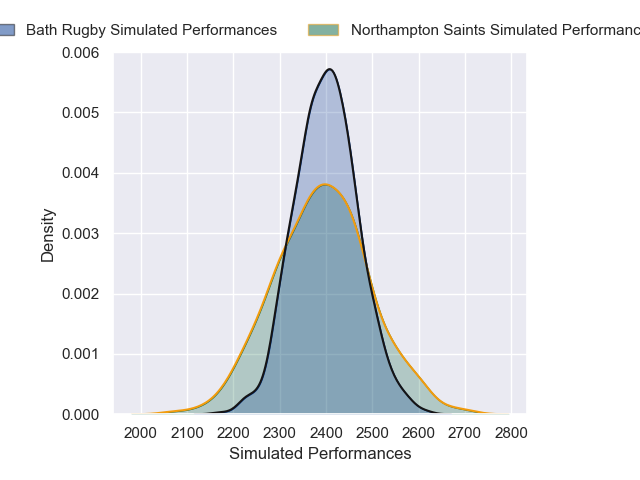 Bath Rugby Simulated Performances
Northampton Saints Simulated
0.006
0.005
0.004
0.003
0.002
0.001
0.000
Density
2000 2100 2200 2300 2400 2500 2600 2700 2800
Simulated Performances